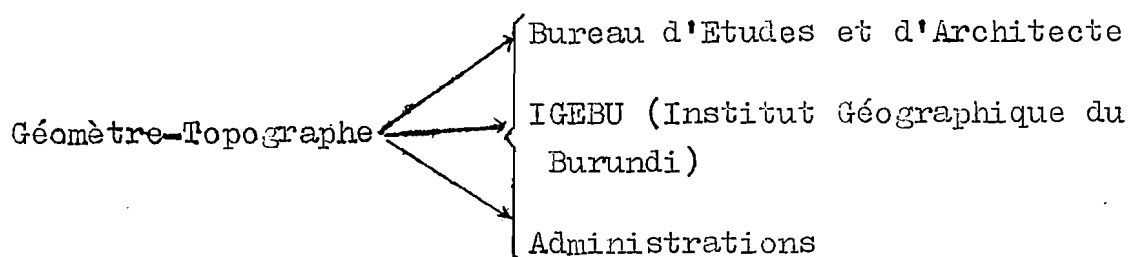 Bureau d'Etudes et d'Architecte
Géomètre-Topographe
IGEBU (Institut Géographique du
Burundi)
Administrations